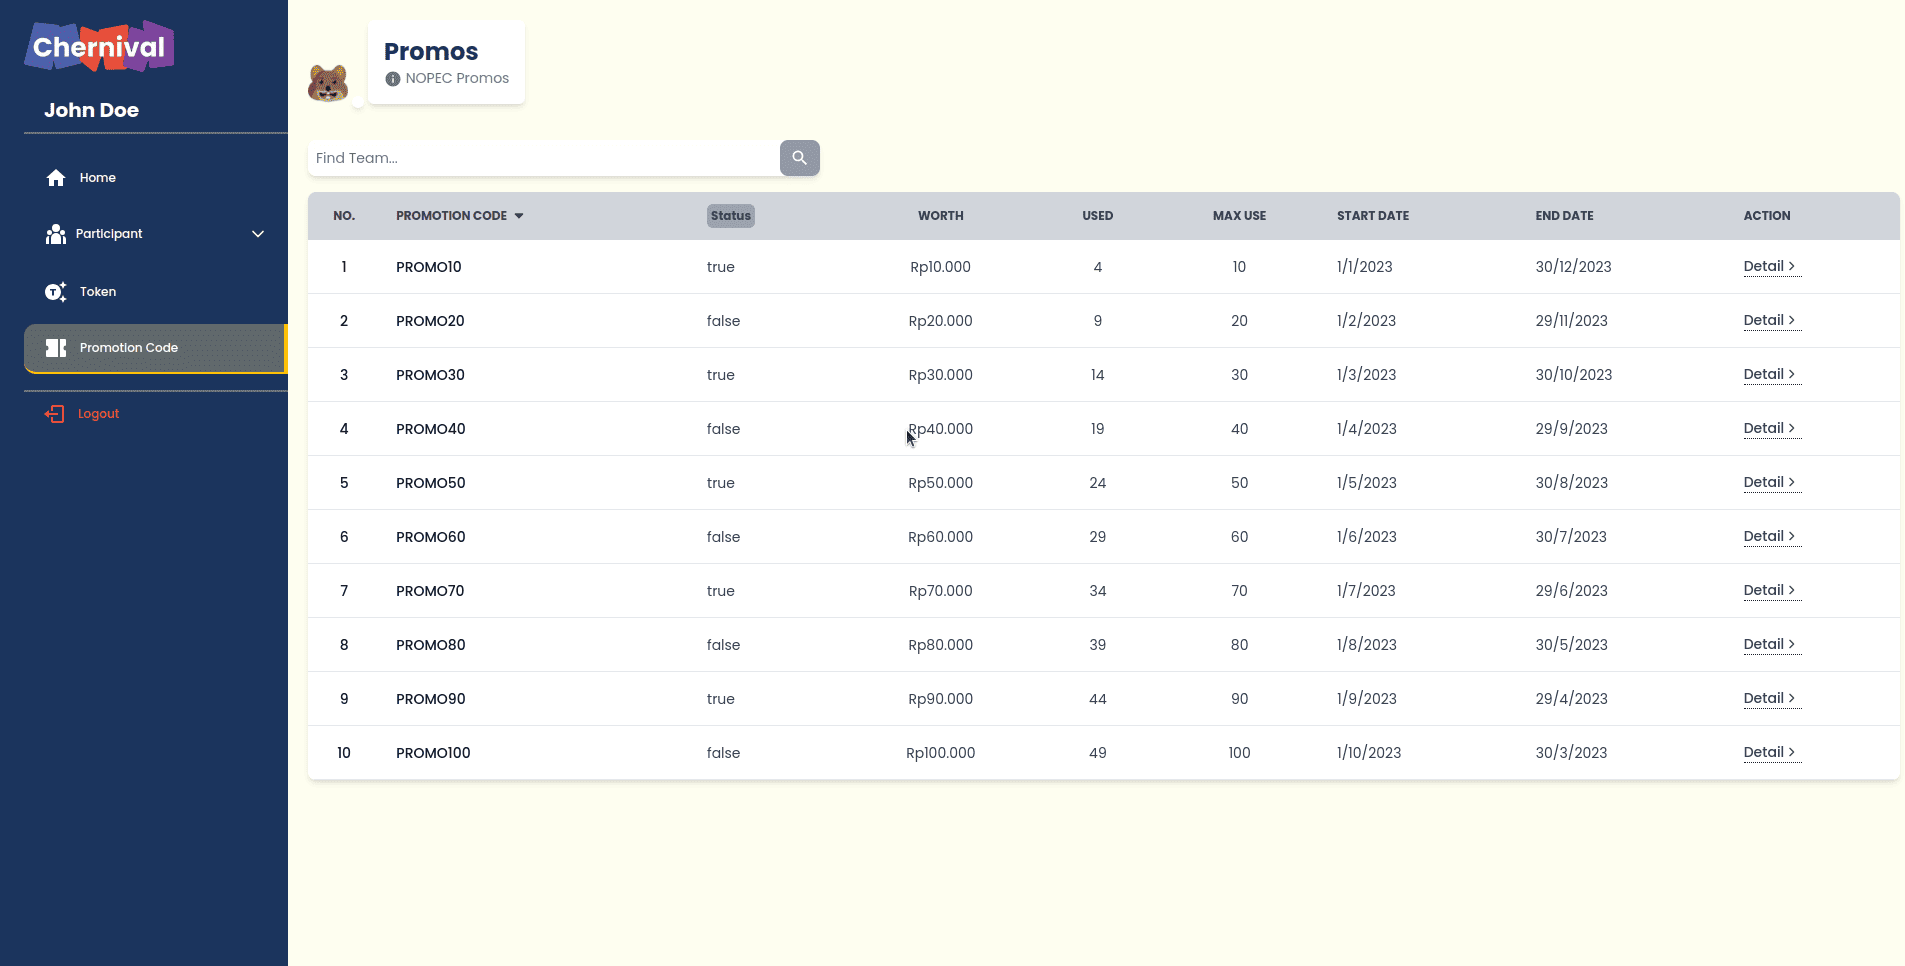 Chernival
John Doe
Home
Participant
Token
Promotion Code
Logout
Promos
NOPEC Promos
Find Team...
NO. PROMOTION CODE Status WORTH USED MAX USE START DATE END DATE ACTION
1 PROMO10 true Rp10.000 4 10 1/1/2023 30/12/2023 Detail
2 PROMO20 false Rp20.000 9 20 1/2/2023 29/11/2023 Detail
3 PROMO30 true Rp30.000 14 30 1/3/2023 30/10/2023 Detail
4 PROMO40 false Rp40.000 19 40 1/4/2023 29/9/2023 Detail
5 PROMO50 true Rp50.000 24 50 1/5/2023 30/8/2023 Detail
6 PROMO60 false Rp60.000 29 60 1/6/2023 30/7/2023 Detail
7 PROMO70 true Rp70.000 34 70 1/7/2023 29/6/2023 Detail
8 PROMO80 false Rp80.000 39 80 1/8/2023 30/5/2023 Detail
9 PROMO90 true Rp90.000 44 90 1/9/2023 29/4/2023 Detail
10 PROMO100 false Rp100.000 49 100 1/10/2023 30/3/2023 Detail